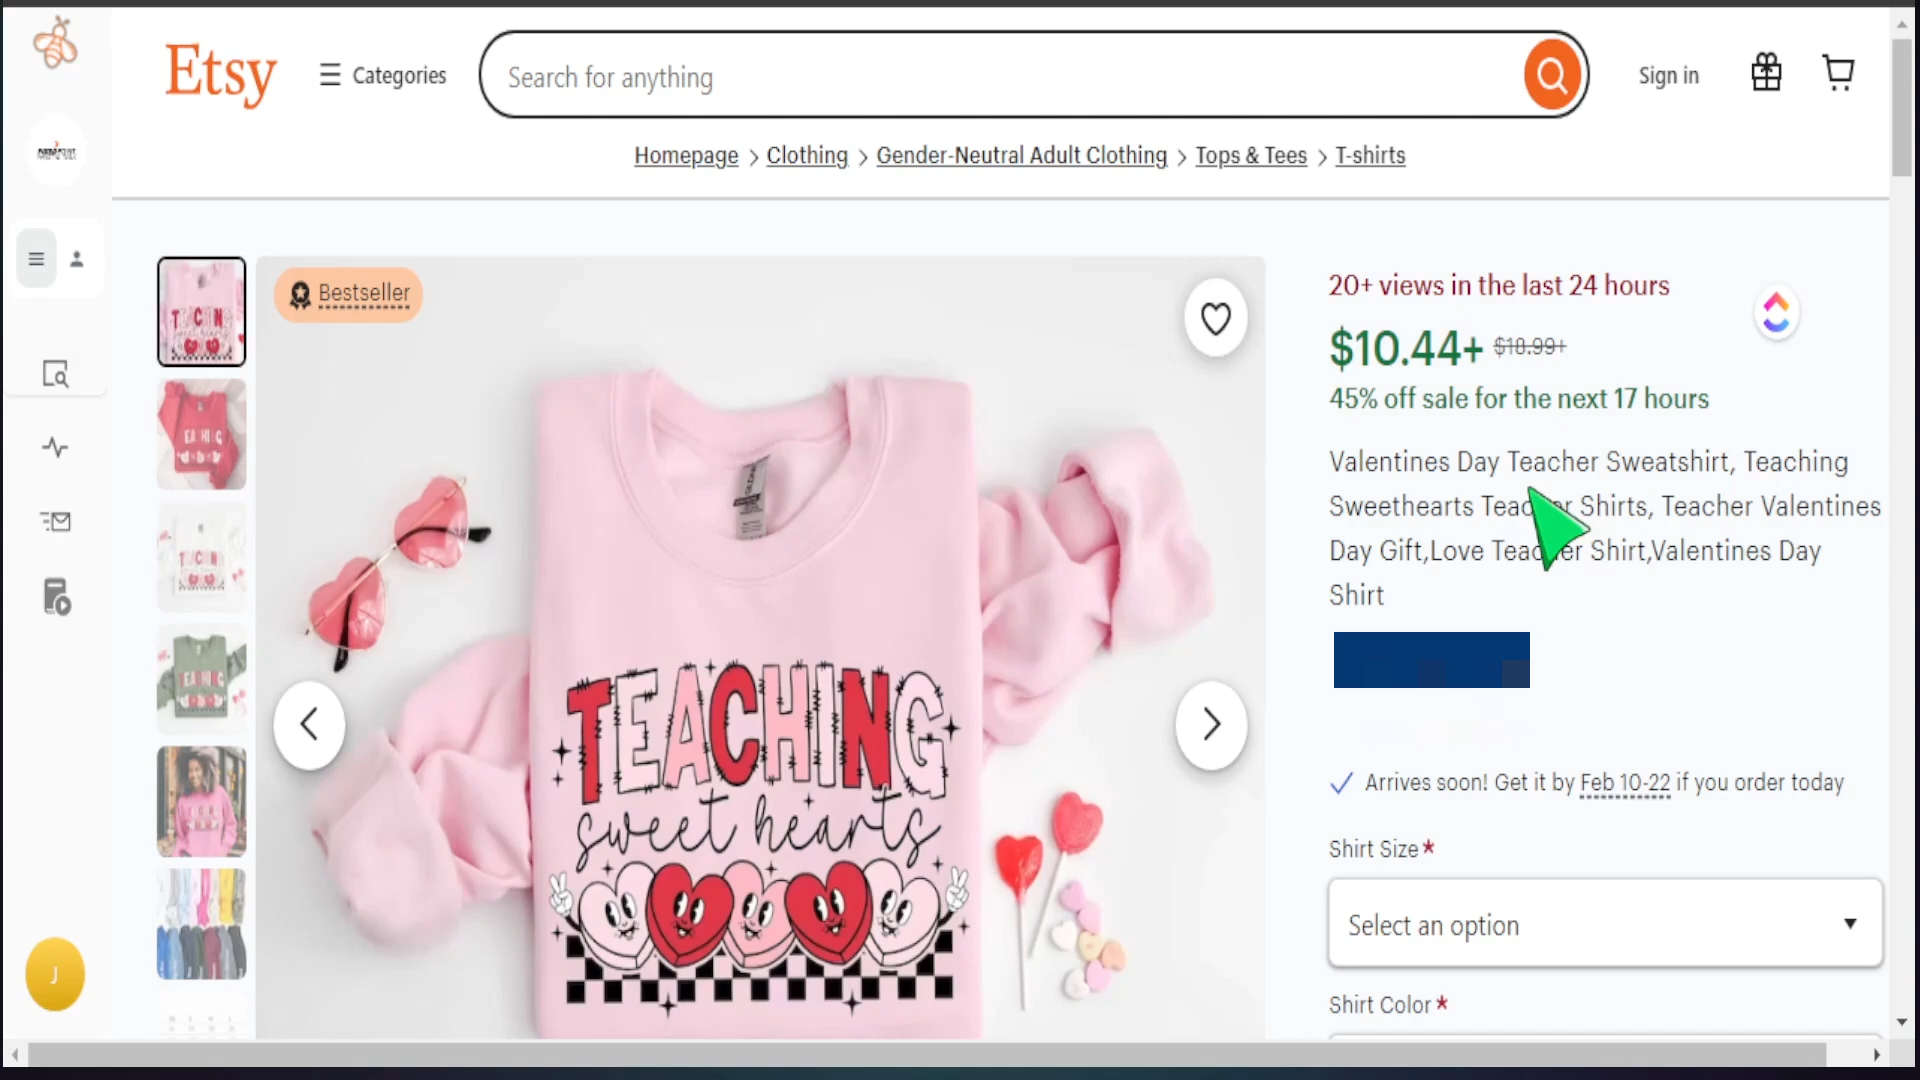 Etsy
Categories
Search for anything
Sign in
Homepage > Clothing > Gender-Neutral Adult Clothing > Tops & Tees > T-shirts
Bestseller
20+ views in the last 24 hours
$10.44+ $18.99+
45% off sale for the next 17 hours
Valentines Day Teacher Sweatshirt, Teaching
Sweethearts Teacher Shirts, Teacher Valentines
Day Gift,Love Teacher Shirt,Valentines Day
Shirt
Arrives soon! Get it by Feb 10-22 if you order today
Shirt Size*
Select an option
Shirt Color*
TEACHING
sweet hearts
J